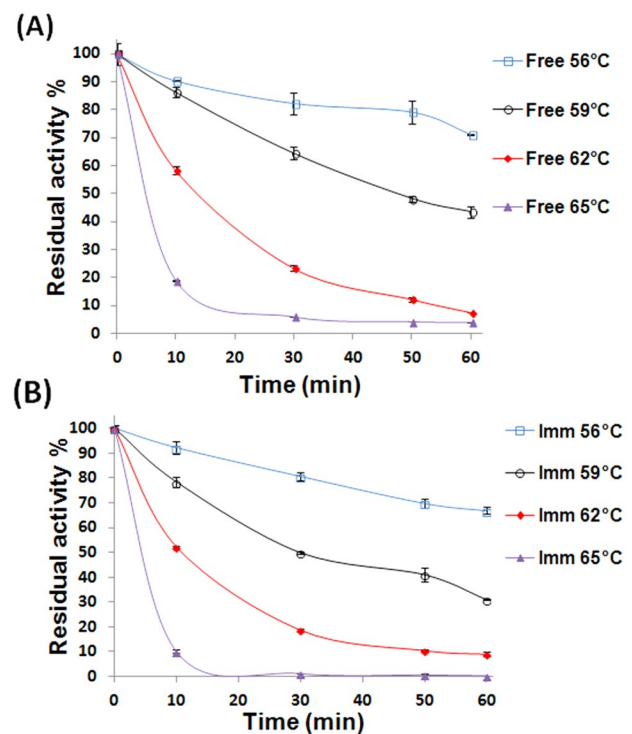 (A)
Residual activity %
100
90
80
70
60
50
40
30
20
10
0
0 10 20 30 40 50 60
Time (min)
Free 56°C
Free 59°C
Free 62°C
Free 65°C
(B)
Residual activity %
100
90
80
70
60
50
40
30
20
10
0
0 10 20 30 40 50 60
Time (min)
Imm 56°C
Imm 59°C
Imm 62°C
Imm 65°C